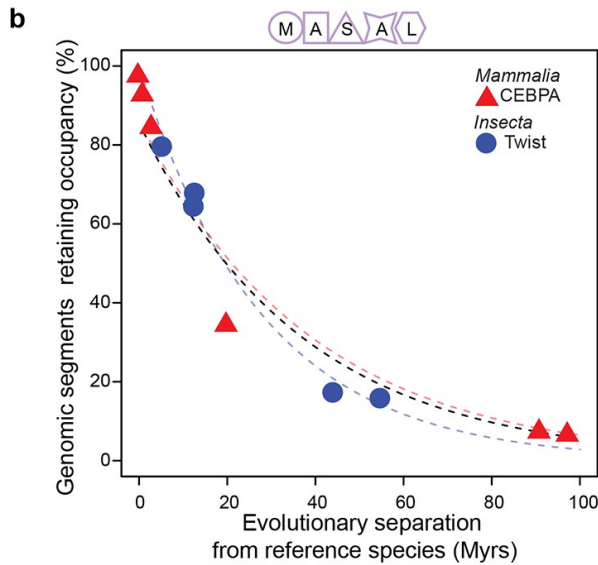 b
M A S A L
Genomic segments retaining occupancy (%)
100
80
60
40
20
0
Mammalia
CEBPA
Insecta
Twist
0 20 40 60 80 100
Evolutionary separation
from reference species (Myrs)